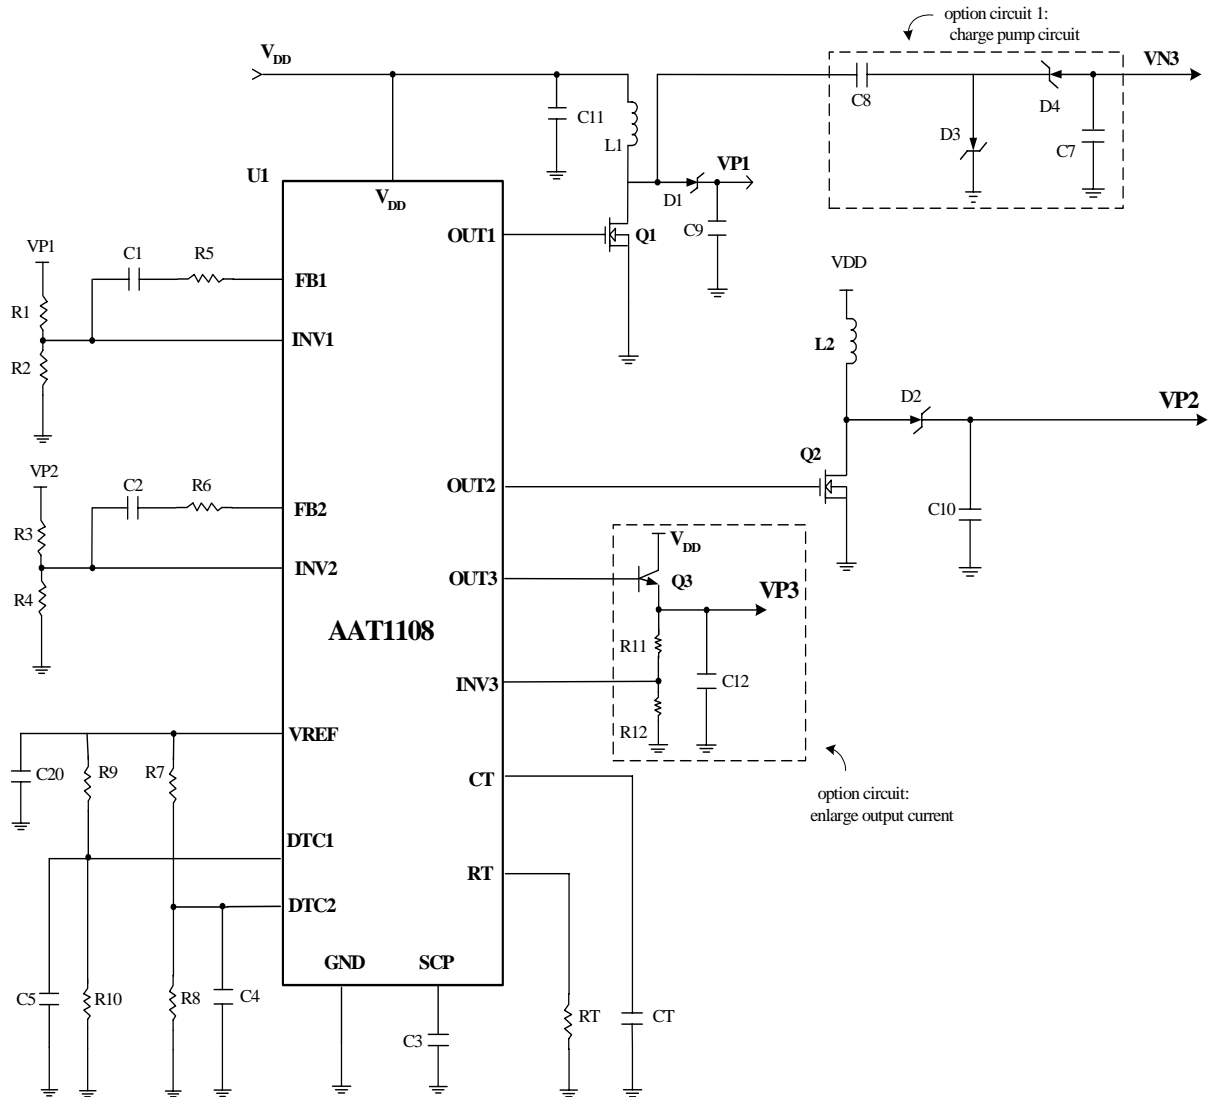 option circuit 1:
charge pump circuit
VDD
VN3
C8
D4
C11
L1
D3
C7
U1
VDD
VP1
D1
OUT1
Q1
C9
VP1
C1
R5
FB1
VDD
R1
INV1
L2
R2
D2
VP2
VP2
C2
R6
Q2
OUT2
FB2
C10
R3
VDD
INV2
OUT3
Q3
R4
VP3
AAT1108
R11
INV3
C12
R12
VREF
C20
R9
R7
CT
option circuit:
enlarge output current
DTC1
RT
DTC2
GND
SCP
C5
R10
R8
C4
RT
CT
C3